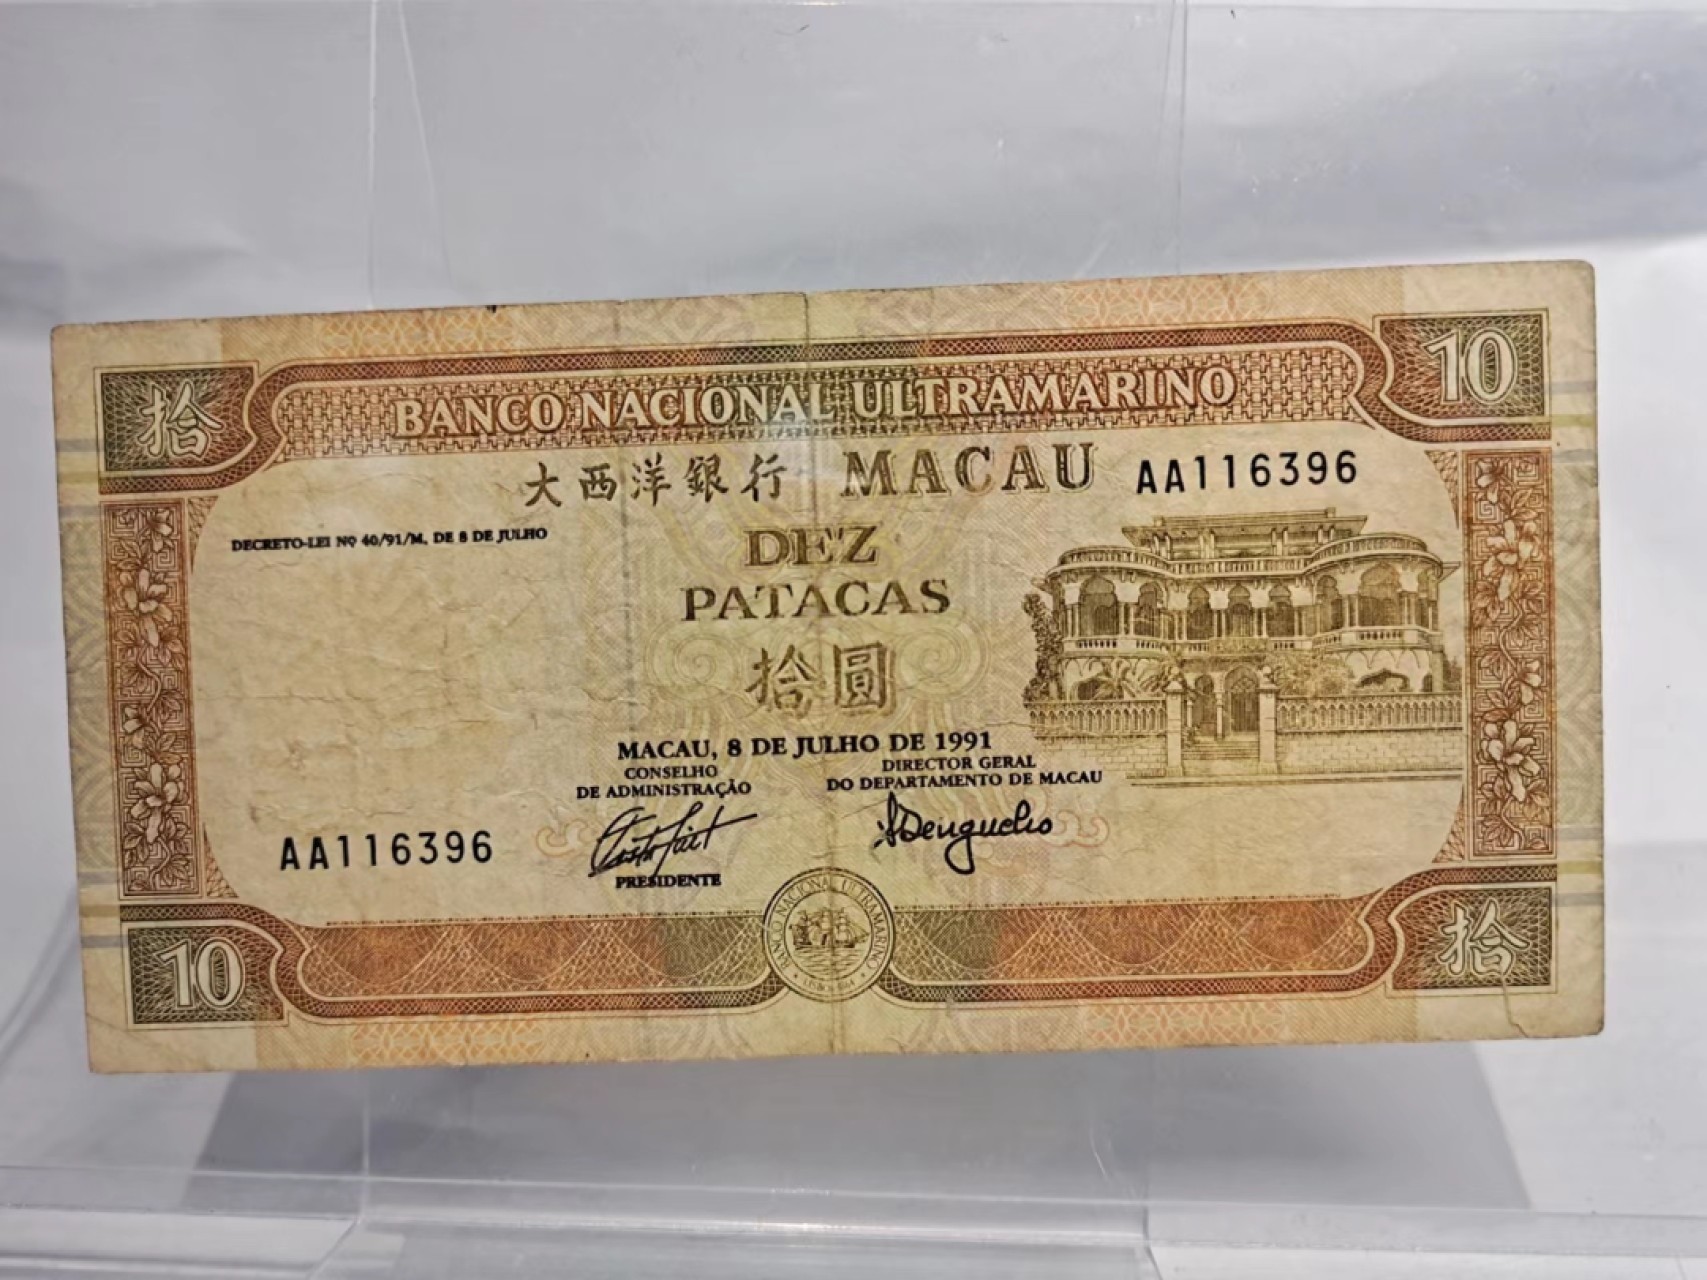 拾
BANCO NACIONAL ULTRAMARINO
10
大西洋銀行 MACAU AA116396
DECRETO-LEI Nº 40/91/M, DE 8 DE JULHO
DEZ
PATACAS
拾圓
MACAU, 8 DE JULHO DE 1991
CONSELHO
DE ADMINISTRAÇÃO
DIRECTOR GERAL
DO DEPARTAMENTO DE MACAU
AA116396
PRESIDENTE
BANCO NACIONAL ULTRAMARINO
10
拾